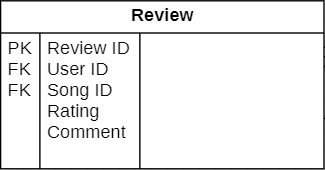 Review
PK Review ID
FK User ID
FK Song ID
Rating
Comment